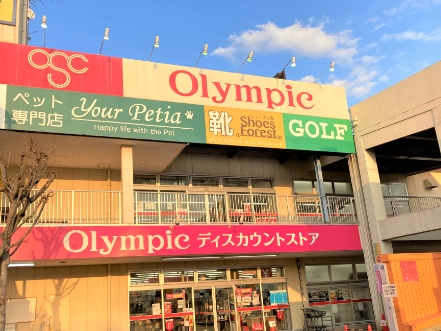 OSC
Olympic
ペット
専門店
Your Petia
Happy life with the Pet
靴
Shoes
Forest
GOLF
Olympic ディスカウントストア